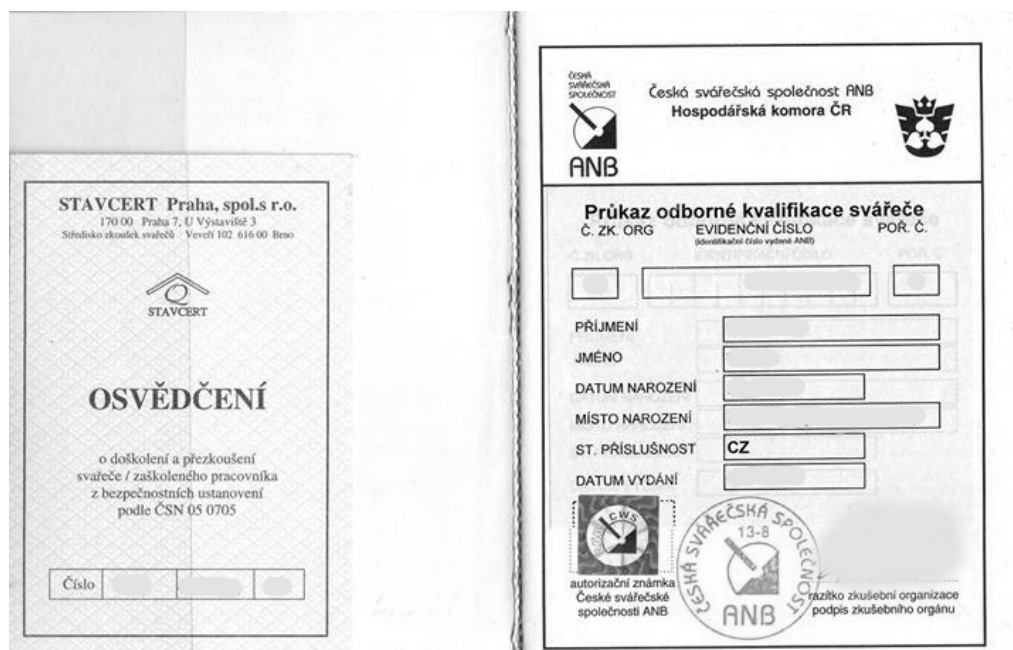 STAVCERT Praha, spol.s r.o.
170 00 Praha 7, U Výstaviště 3
Středisko zkoušek svařečů Veveří 102 616 00 Brno
STAVCERT
OSVĚDČENÍ
o doškolení a přezkoušení
svařeče / zaškoleného pracovníka
z bezpečnostních ustanovení
podle ČSN 05 0705
Číslo
ČESKÁ
SVÁŘEČSKÁ
SPOLEČNOST
ANB
Česká svářečská společnost ANB
Hospodářská komora ČR
Průkaz odborné kvalifikace svářeče
Č. ZK. ORG EVIDENČNÍ ČÍSLO POŘ. Č.
(identifikační číslo vydané ANB)
PŘÍJMENÍ
JMÉNO
DATUM NAROZENÍ
MÍSTO NAROZENÍ
ST. PŘÍSLUŠNOST CZ
DATUM VYDÁNÍ
CWS
autorizační známka
České svářečské
společnosti ANB
ČESKÁ SVÁŘEČSKÁ SPOLEČNOST
13-8
ANB
razítko zkušební organizace
podpis zkušebního orgánu